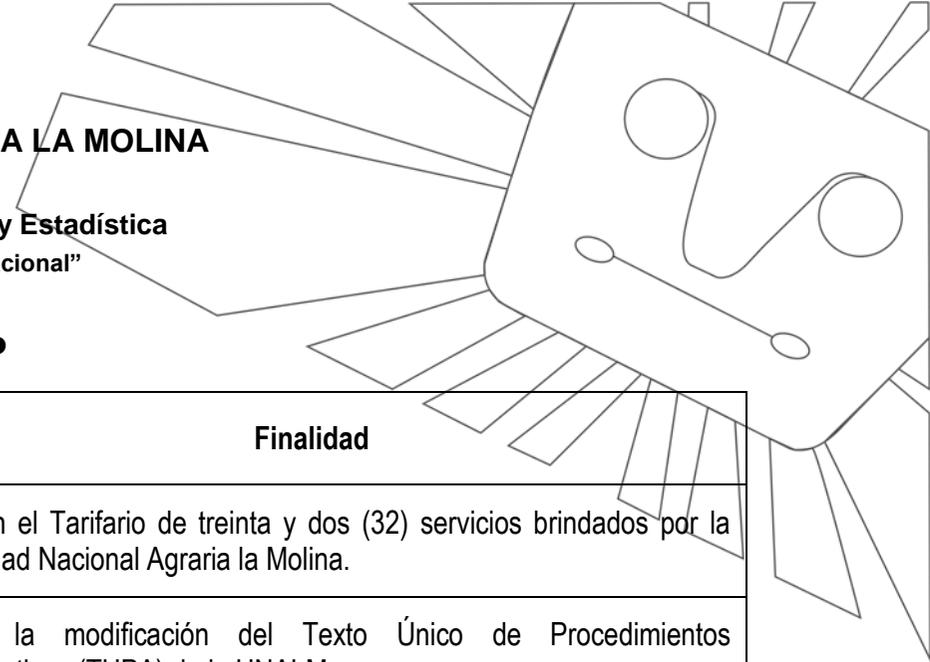 A LA MOLINA
y Estadística
cional”
Finalidad
n el Tarifario de treinta y dos (32) servicios brindados por la
ad Nacional Agraria la Molina.
la modificación del Texto Único de Procedimientos